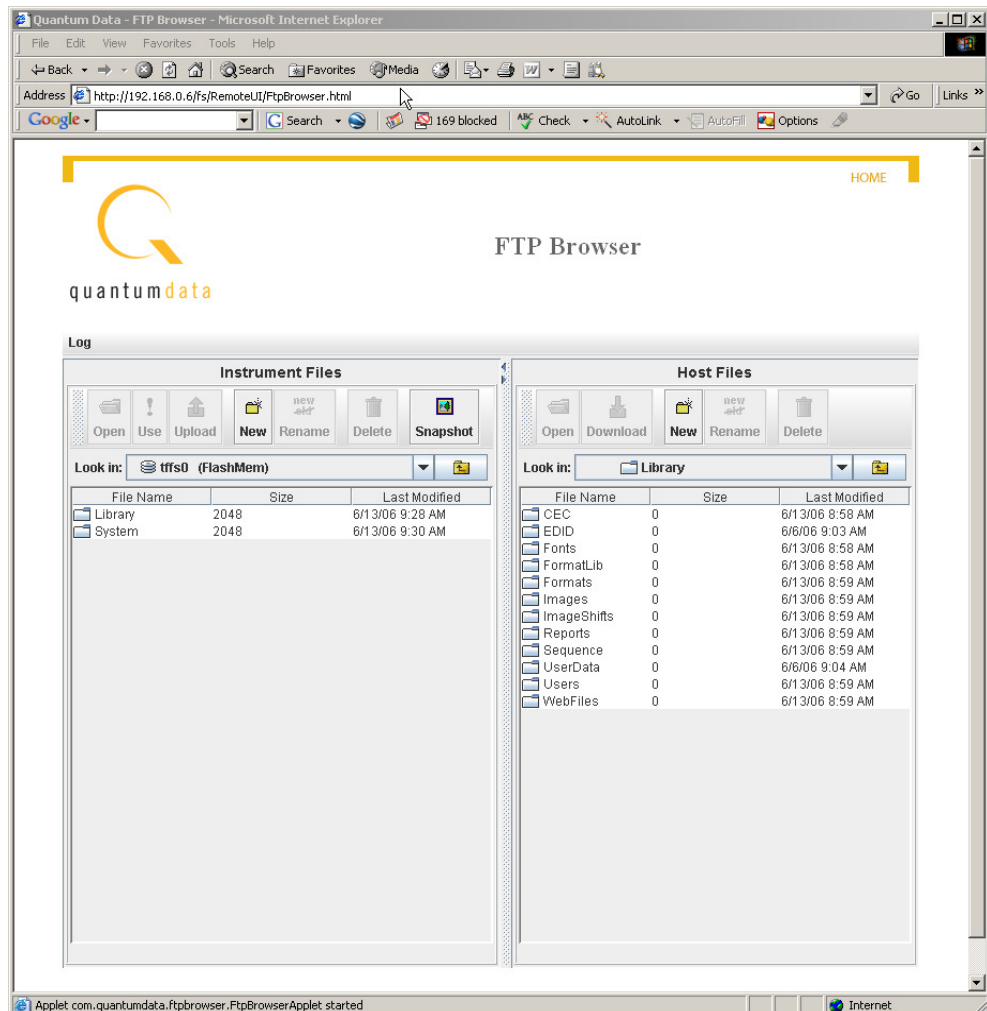 Quantum Data - FTP Browser - Microsoft Internet Explorer
File Edit View Favorites Tools Help
Back Search Favorites Media
Address http://192.168.0.6/fs/RemoteUI/FtpBrowser.html Go Links »
Google Search 169 blocked ABC Check AutoLink AutoFill Options
HOME
FTP Browser
quantumdata
Log
Instrument Files
Open Use Upload New new old Rename Delete Snapshot
Look in: tffs0 (FlashMem)
File Name Size Last Modified
Library 2048 6/13/06 9:28 AM
System 2048 6/13/06 9:30 AM
Host Files
Open Download New new old Rename Delete
Look in: Library
File Name Size Last Modified
CEC 0 6/13/06 8:58 AM
EDID 0 6/6/06 9:03 AM
Fonts 0 6/13/06 8:58 AM
FormatLib 0 6/13/06 8:58 AM
Formats 0 6/13/06 8:59 AM
Images 0 6/13/06 8:59 AM
ImageShifts 0 6/13/06 8:59 AM
Reports 0 6/13/06 8:59 AM
Sequence 0 6/13/06 8:59 AM
UserData 0 6/6/06 9:04 AM
Users 0 6/13/06 8:59 AM
WebFiles 0 6/13/06 8:59 AM
Applet com.quantumdata.ftpbrowser.FtpBrowserApplet started Internet